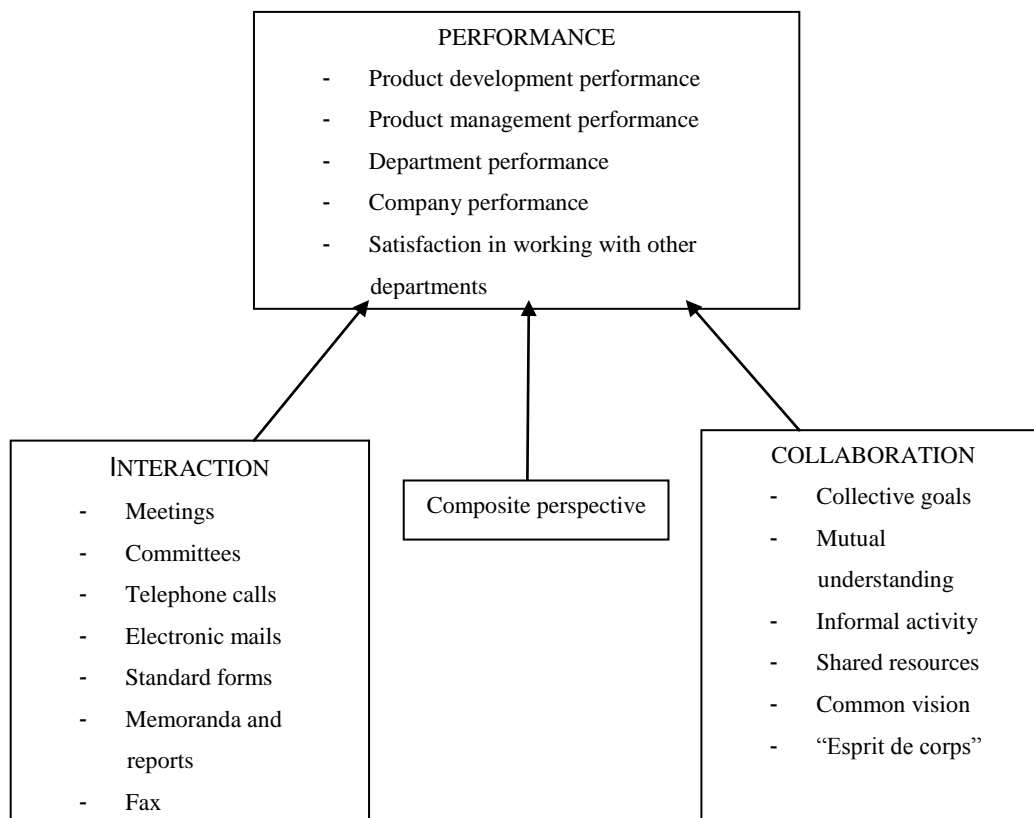 PERFORMANCE
- Product development performance
- Product management performance
- Department performance
- Company performance
- Satisfaction in working with other
departments
INTERACTION
- Meetings
- Committees
- Telephone calls
- Electronic mails
- Standard forms
- Memoranda and
reports
- Fax
Composite perspective
COLLABORATION
- Collective goals
- Mutual
understanding
- Informal activity
- Shared resources
- Common vision
- “Esprit de corps”